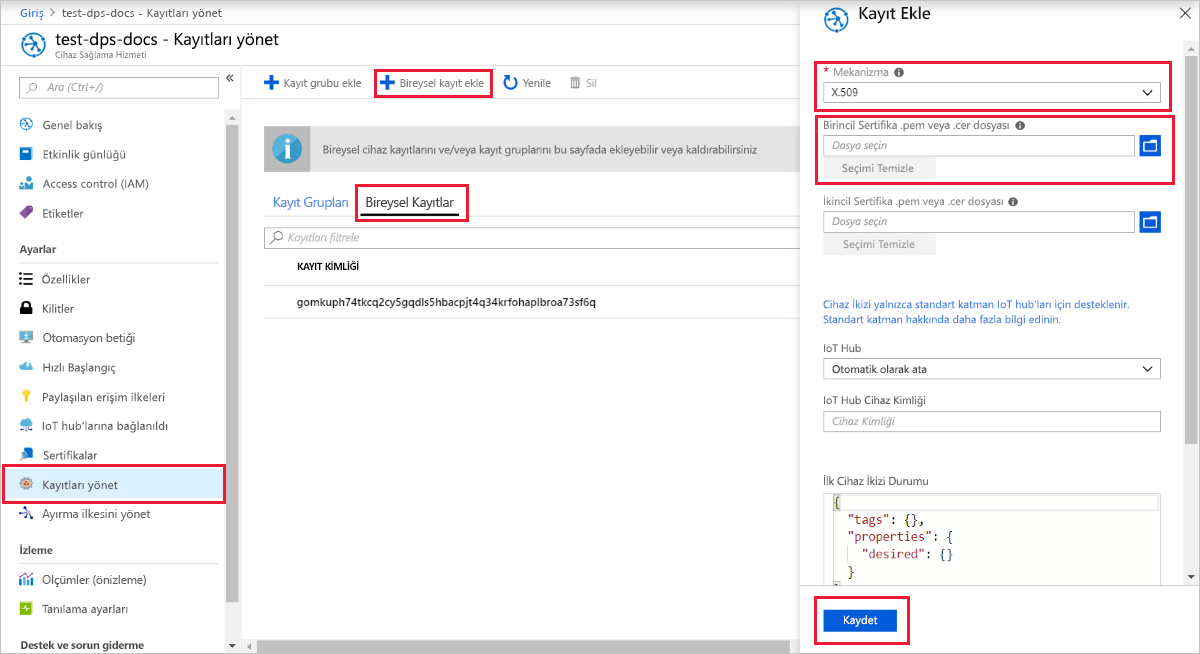 Giriş > test-dps-docs - Kayıtları yönet
test-dps-docs - Kayıtları yönet
Cihaz Sağlama Hizmeti
Ara (Ctrl+/)
Genel bakış
Etkinlik günlüğü
Access control (IAM)
Etiketler
Ayarlar
Özellikler
Kilitler
Otomasyon betiği
Hızlı Başlangıç
Paylaşılan erişim ilkeleri
IoT hub'larına bağlanıldı
Sertifikalar
Kayıtları yönet
Ayırma ilkesini yönet
İzleme
Ölçümler (önizleme)
Tanılama ayarları
Destek ve sorun giderme
Kayıt grubu ekle Bireysel kayıt ekle Yenile Sil
Bireysel cihaz kayıtlarını ve/veya kayıt gruplarını bu sayfada ekleyebilir veya kaldırabilirsiniz
Kayıt Grupları Bireysel Kayıtlar
Kayıtları filtrele
KAYIT KİMLİĞİ
gomkuph74tkcq2cy5gqdls5hbacpjt4q34krfohaplbroa73sf6q
Kayıt Ekle
* Mekanizma
X.509
Birincil Sertifika .pem veya .cer dosyası
Dosya seçin
Seçimi Temizle
İkincil Sertifika .pem veya .cer dosyası
Dosya seçin
Seçimi Temizle
Cihaz İkizi yalnızca standart katman IoT hub'ları için desteklenir.
Standart katman hakkında daha fazla bilgi edinin.
IoT Hub
Otomatik olarak ata
IoT Hub Cihaz Kimliği
Cihaz Kimliği
İlk Cihaz İkizi Durumu
{
"tags": {},
"properties": {
"desired": {}
}
Kaydet